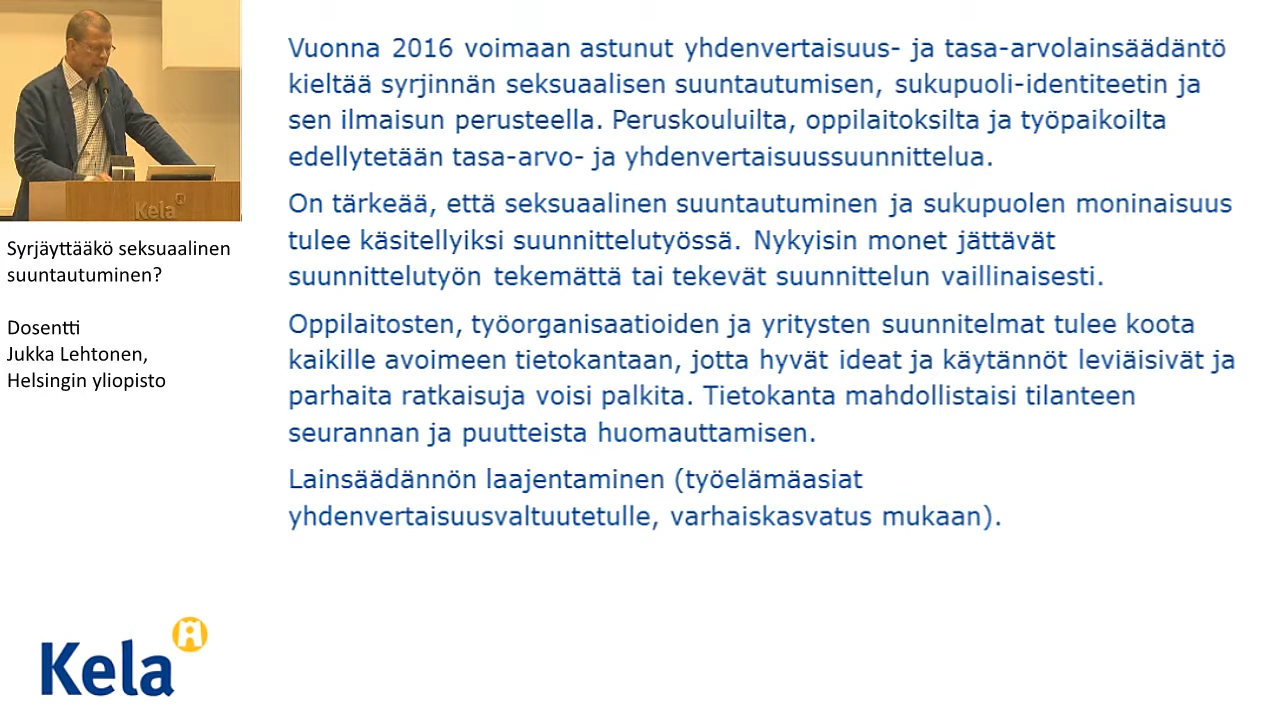 Kela
Syrjäyttääkö seksuaalinen
suuntautuminen?
Dosentti
Jukka Lehtonen,
Helsingin yliopisto
Vuonna 2016 voimaan astunut yhdenvertaisuus- ja tasa-arvolainsäädäntö
kieltää syrjinnän seksuaalisen suuntautumisen, sukupuoli-identiteetin ja
sen ilmaisun perusteella. Peruskouluilta, oppilaitoksilta ja työpaikoilta
edellytetään tasa-arvo- ja yhdenvertaisuussuunnittelua.
On tärkeää, että seksuaalinen suuntautuminen ja sukupuolen moninaisuus
tulee käsitellyiksi suunnittelutyössä. Nykyisin monet jättävät
suunnittelutyön tekemättä tai tekevät suunnittelun vaillinaisesti.
Oppilaitosten, työorganisaatioiden ja yritysten suunnitelmat tulee koota
kaikille avoimeen tietokantaan, jotta hyvät ideat ja käytännöt leviäisivät ja
parhaita ratkaisuja voisi palkita. Tietokanta mahdollistaisi tilanteen
seurannan ja puutteista huomauttamisen.
Lainsäädännön laajentaminen (työelämäasiat
yhdenvertaisuusvaltuutetulle, varhaiskasvatus mukaan).
Kela